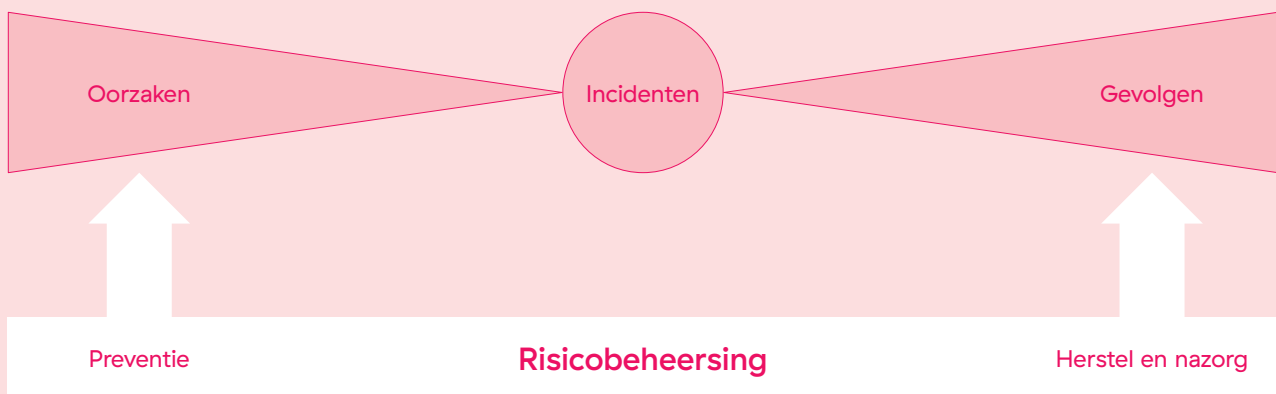 Oorzaken
Incidenten
Gevolgen
Preventie
Risicobeheersing
Herstel en nazorg